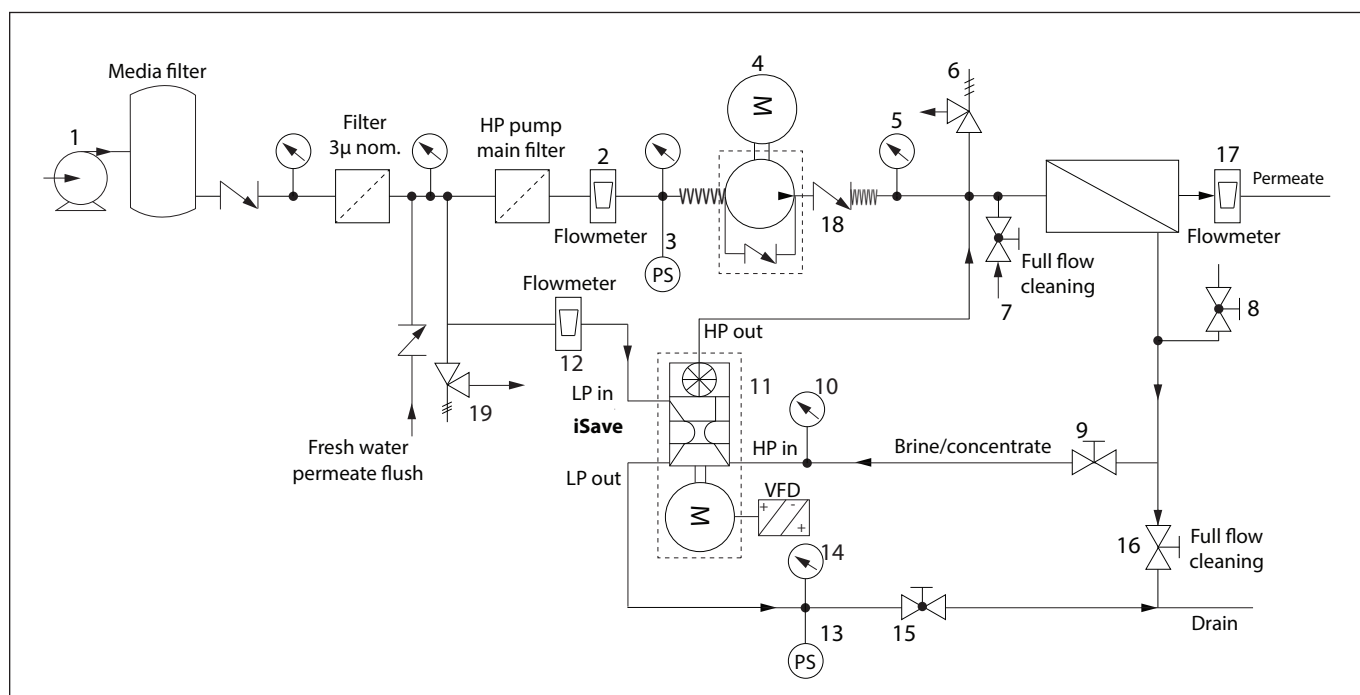 Media filter
1
Filter
3µ nom.
HP pump
main filter
2
Flowmeter
3
PS
4
M
18
5
6
7
Full flow
cleaning
17
Permeate
Flowmeter
8
Flowmeter
12
HP out
LP in
iSave
11
10
HP in
Brine/concentrate
9
19
Fresh water
permeate flush
LP out
M
VFD
+
-
+
14
13
PS
15
16
Full flow
cleaning
Drain